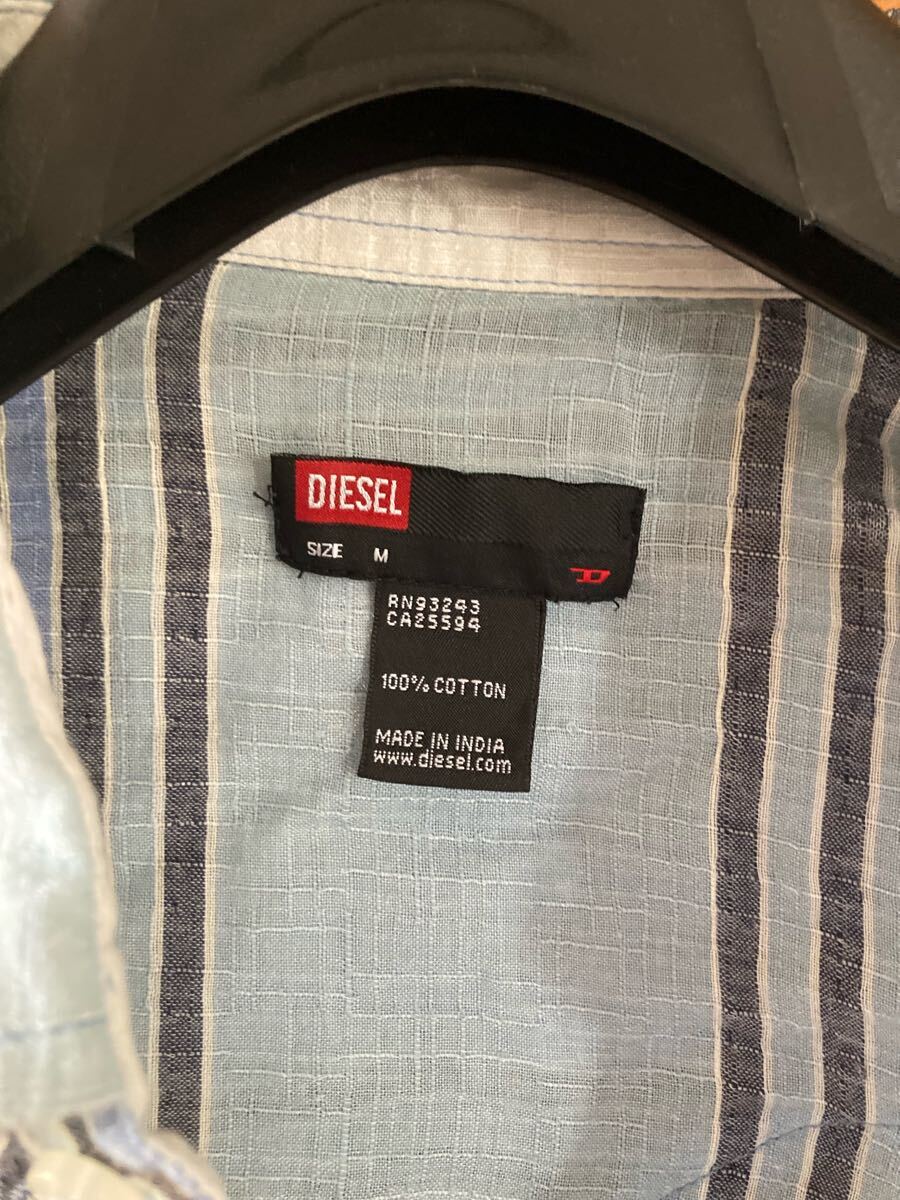 DIESEL
SIZE M
RN93243
CA25594
100% COTTON
MADE IN INDIA
www.diesel.com